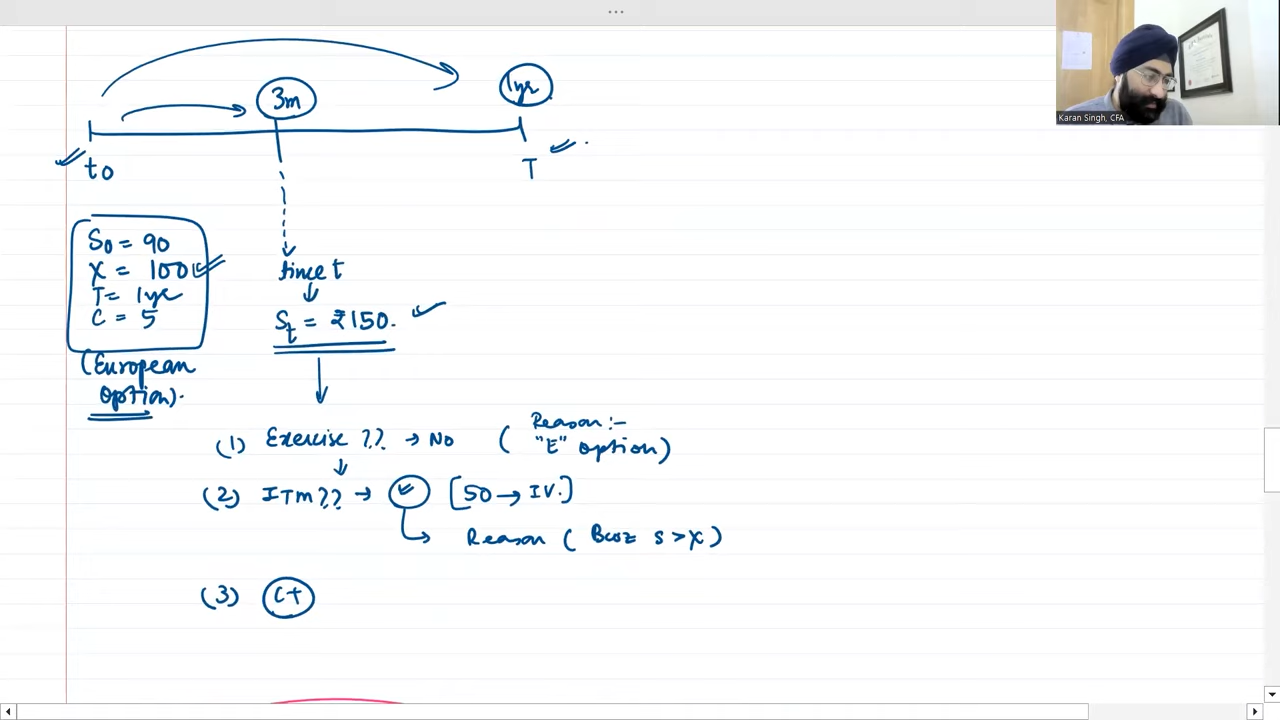 3m
1yr
to
T
S0 = 90
X = 100
T = 1yr
C = 5
(European
option).
time t
St = ₹150.
(1) Exercise ?? → No ( Reason :-
"E" option)
(2) ITM ?? → [50 → IV.]
Reason ( Bcoz S > X )
(3) Ct
Karan Singh, CFA